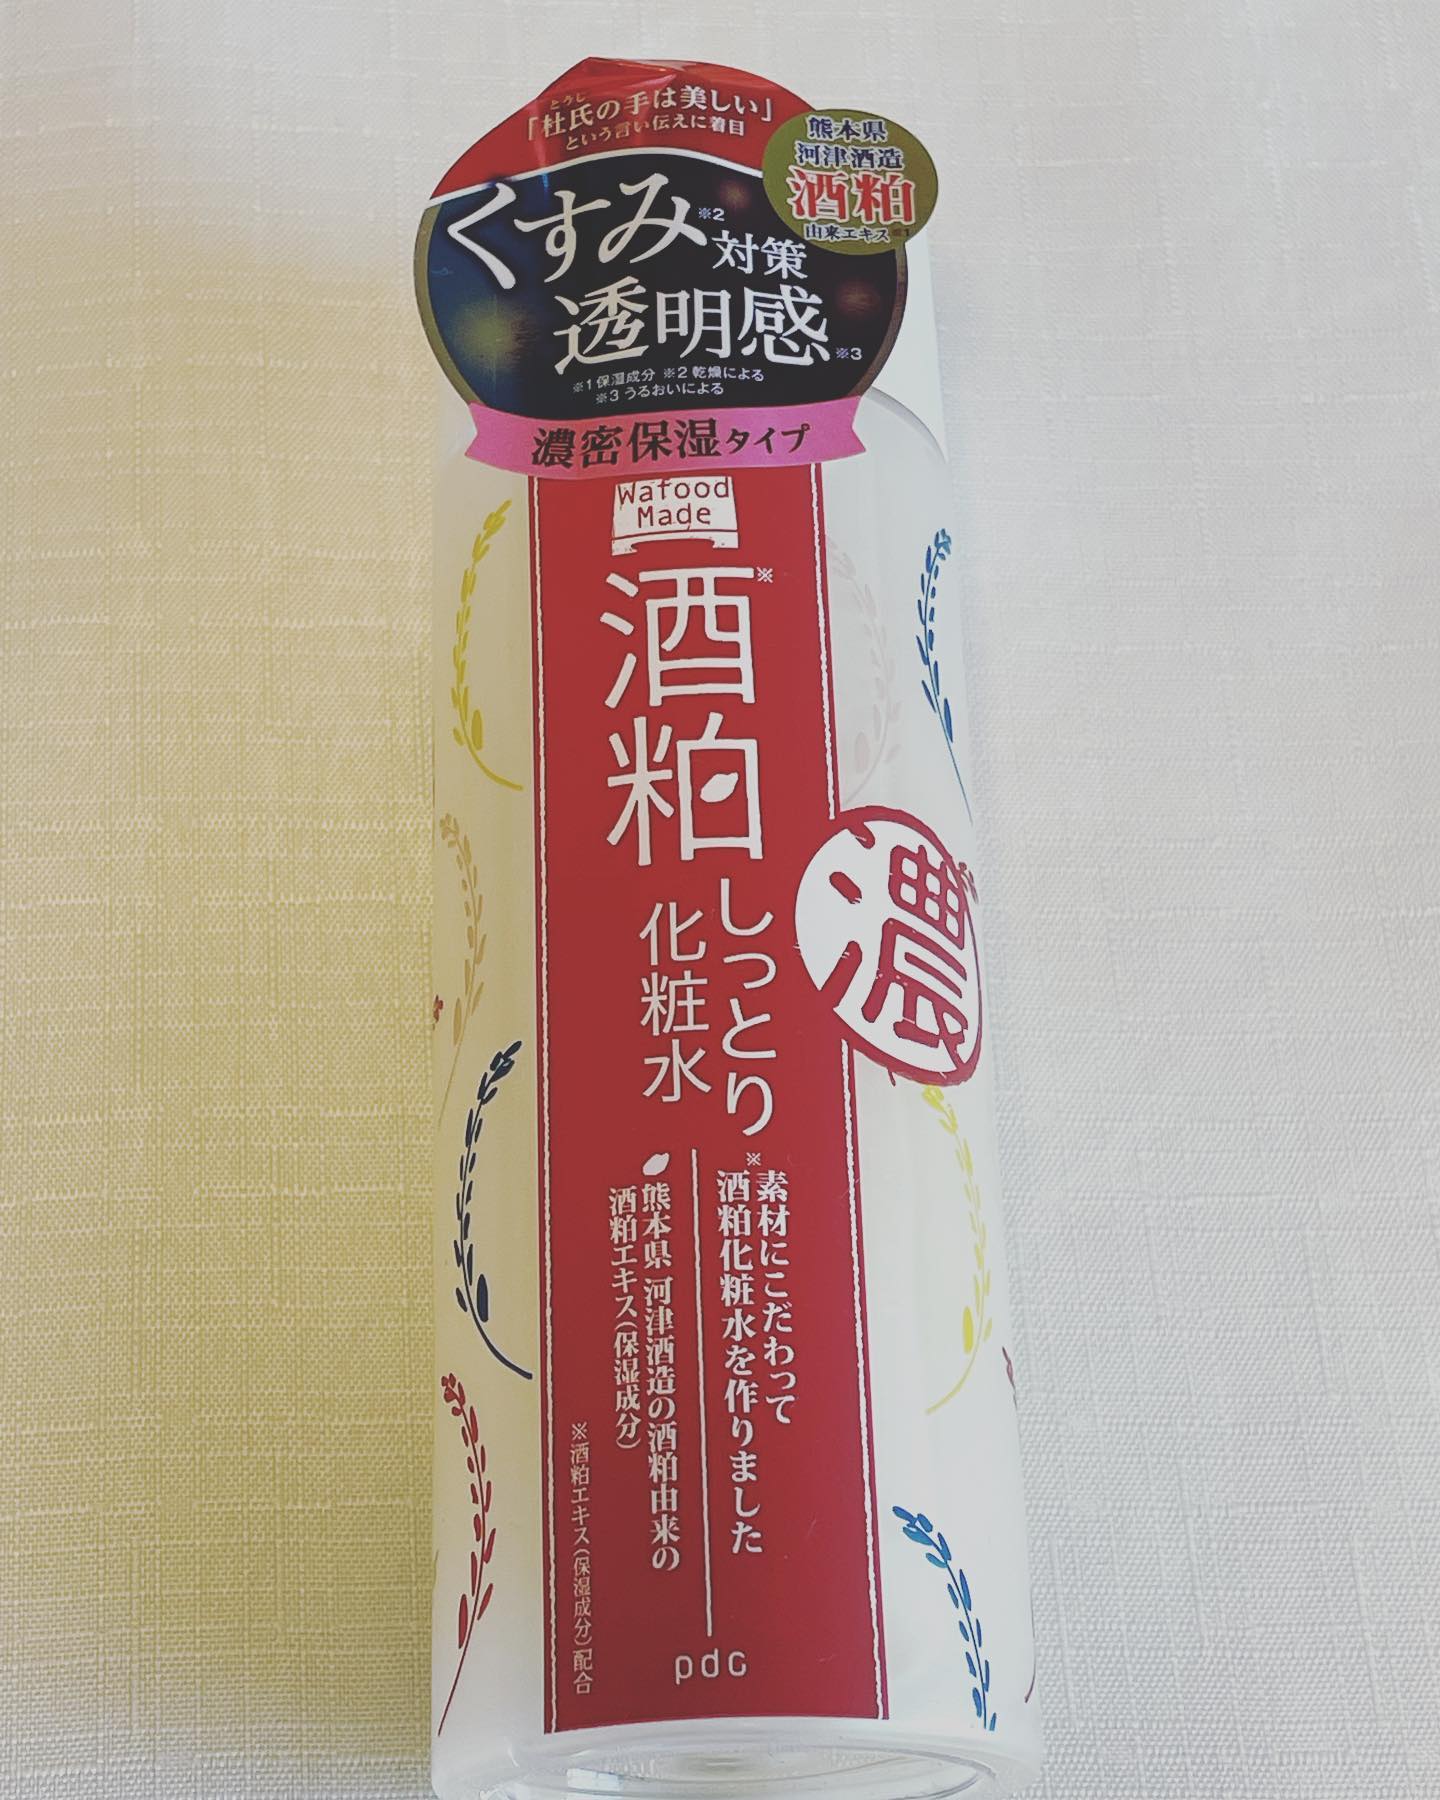 とうじ
「杜氏の手は美しい」
という言い伝えに着目
熊本県
河津酒造
酒粕
由来エキス※1
くすみ※2
対策
透明感※3
※1 保湿成分 ※2 乾燥による
※3 うるおいによる
濃密保湿タイプ
Wafood
Made
酒粕※
しっとり
化粧水
濃
素材にこだわって
※酒粕化粧水を作りました
熊本県 河津酒造の酒粕由来の
酒粕エキス(保湿成分)
※酒粕エキス(保湿成分)配合
pdc